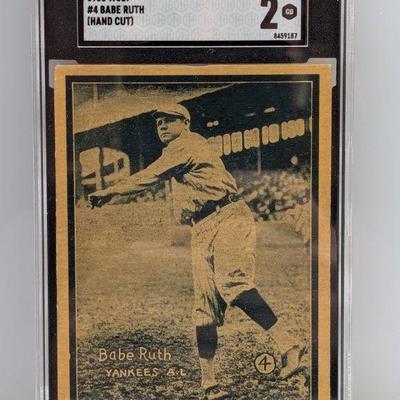 #4 BABE RUTH
(HAND CUT)
2
GD
8459187
Babe Ruth
YANKEES A.L
4